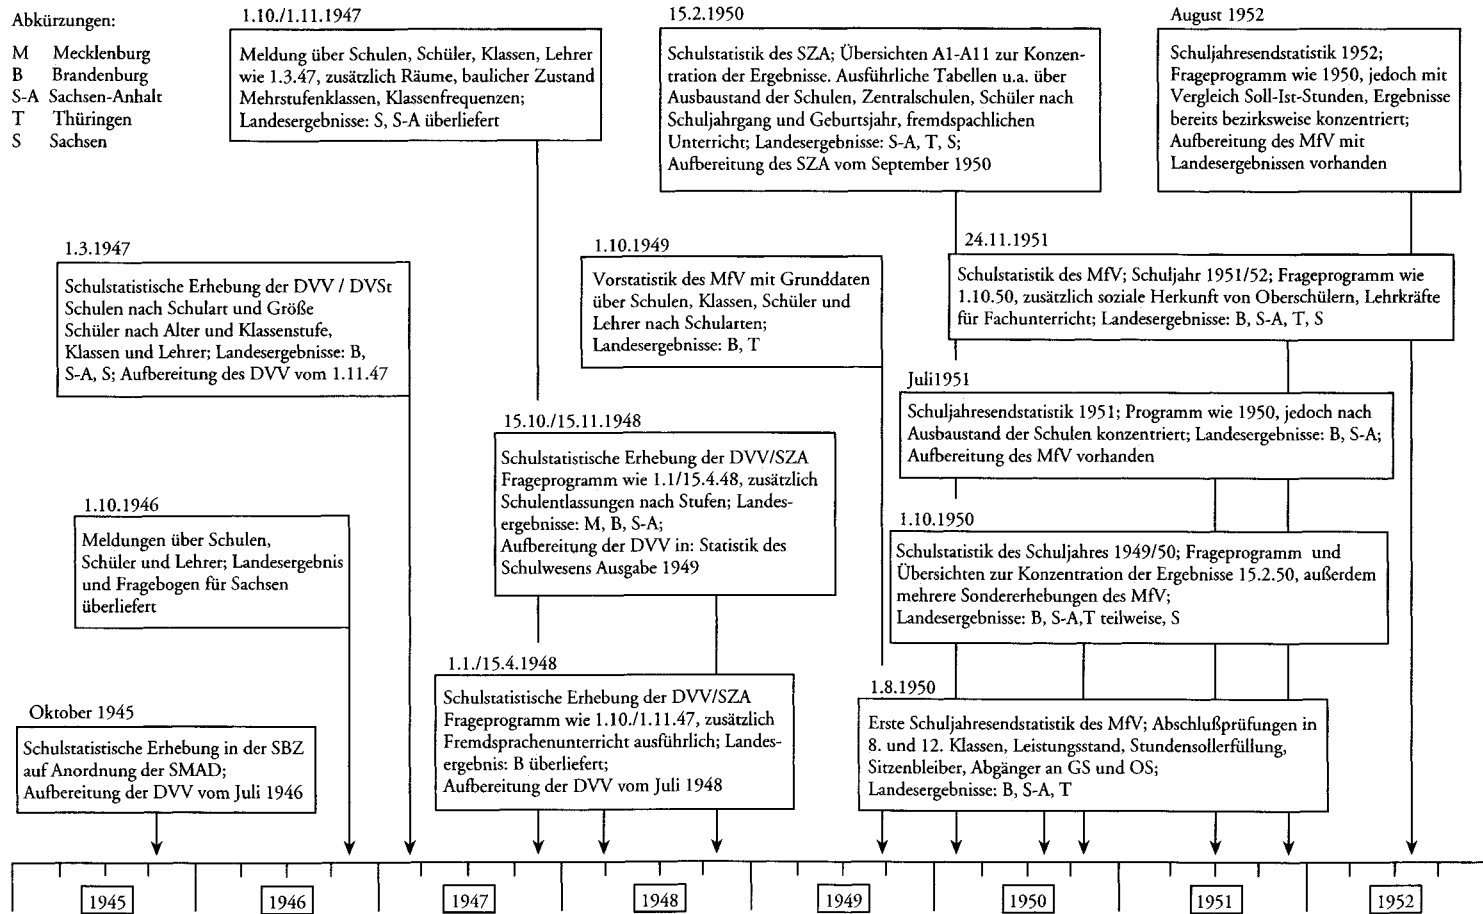 Abkürzungen:
M Mecklenburg
B Brandenburg
S-A Sachsen-Anhalt
T Thüringen
S Sachsen
1.10./1.11.1947
Meldung über Schulen, Schüler, Klassen, Lehrer
wie 1.3.47, zusätzlich Räume, baulicher Zustand
Mehrstufenklassen, Klassenfrequenzen;
Landesergebnisse: S, S-A überliefert
15.2.1950
Schulstatistik des SZA; Übersichten A1-A11 zur Konzen-
tration der Ergebnisse. Ausführliche Tabellen u.a. über
Ausbaustand der Schulen, Zentralschulen, Schüler nach
Schuljahrgang und Geburtsjahr, fremdspachlichen
Unterricht; Landesergebnisse: S-A, T, S;
Aufbereitung des SZA vom September 1950
August 1952
Schuljahresendstatistik 1952;
Frageprogramm wie 1950, jedoch mit
Vergleich Soll-Ist-Stunden, Ergebnisse
bereits bezirksweise konzentriert;
Aufbereitung des MfV mit
Landesergebnissen vorhanden
1.3.1947
Schulstatistische Erhebung der DVV / DVSt
Schulen nach Schulart und Größe
Schüler nach Alter und Klassenstufe,
Klassen und Lehrer; Landesergebnisse: B,
S-A, S; Aufbereitung des DVV vom 1.11.47
1.10.1949
Vorstatistik des MfV mit Grunddaten
über Schulen, Klassen, Schüler und
Lehrer nach Schularten;
Landesergebnisse: B, T
24.11.1951
Schulstatistik des MfV; Schuljahr 1951/52; Frageprogramm wie
1.10.50, zusätzlich soziale Herkunft von Oberschülern, Lehrkräfte
für Fachunterricht; Landesergebnisse: B, S-A, T, S
Juli1951
Schuljahresendstatistik 1951; Programm wie 1950, jedoch nach
Ausbaustand der Schulen konzentriert; Landesergebnisse: B, S-A;
Aufbereitung des MfV vorhanden
15.10./15.11.1948
Schulstatistische Erhebung der DVV/SZA
Frageprogramm wie 1.1/15.4.48, zusätzlich
Schulentlassungen nach Stufen; Landes-
ergebnisse: M, B, S-A;
Aufbereitung der DVV in: Statistik des
Schulwesens Ausgabe 1949
1.10.1946
Meldungen über Schulen,
Schüler und Lehrer; Landesergebnis
und Fragebogen für Sachsen
überliefert
1.10.1950
Schulstatistik des Schuljahres 1949/50; Frageprogramm und
Übersichten zur Konzentration der Ergebnisse 15.2.50, außerdem
mehrere Sondererhebungen des MfV;
Landesergebnisse: B, S-A,T teilweise, S
1.1./15.4.1948
Schulstatistische Erhebung der DVV/SZA
Frageprogramm wie 1.10./1.11.47, zusätzlich
Fremdsprachenunterricht ausführlich; Landes-
ergebnis: B überliefert;
Aufbereitung der DVV vom Juli 1948
1.8.1950
Erste Schuljahresendstatistik des MfV; Abschlußprüfungen in
8. und 12. Klassen, Leistungsstand, Stundensollerfüllung,
Sitzenbleiber, Abgänger an GS und OS;
Landesergebnisse: B, S-A, T
Oktober 1945
Schulstatistische Erhebung in der SBZ
auf Anordnung der SMAD;
Aufbereitung der DVV vom Juli 1946
1945 1946 1947 1948 1949 1950 1951 1952